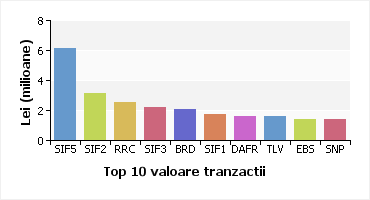 Lei (milioane)
8
6
4
2
0
SIF5 SIF2 RRC SIF3 BRD SIF1 DAFR TLV EBS SNP
Top 10 valoare tranzactii